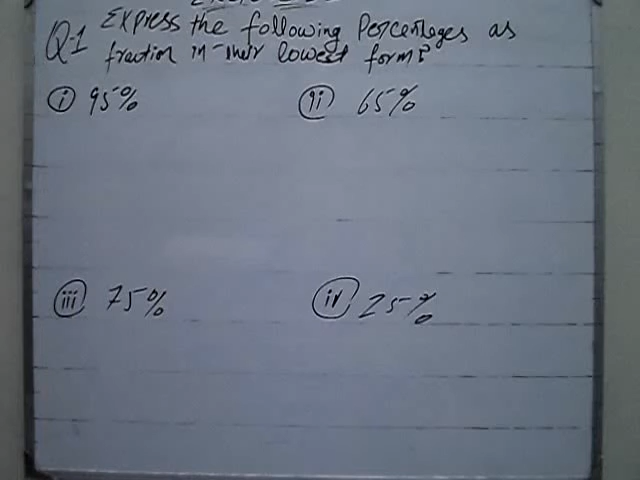 Q-1 Express the following Percentages as
fraction in their lowest form?
i 95% ii 65%
iii 75% iv 25%